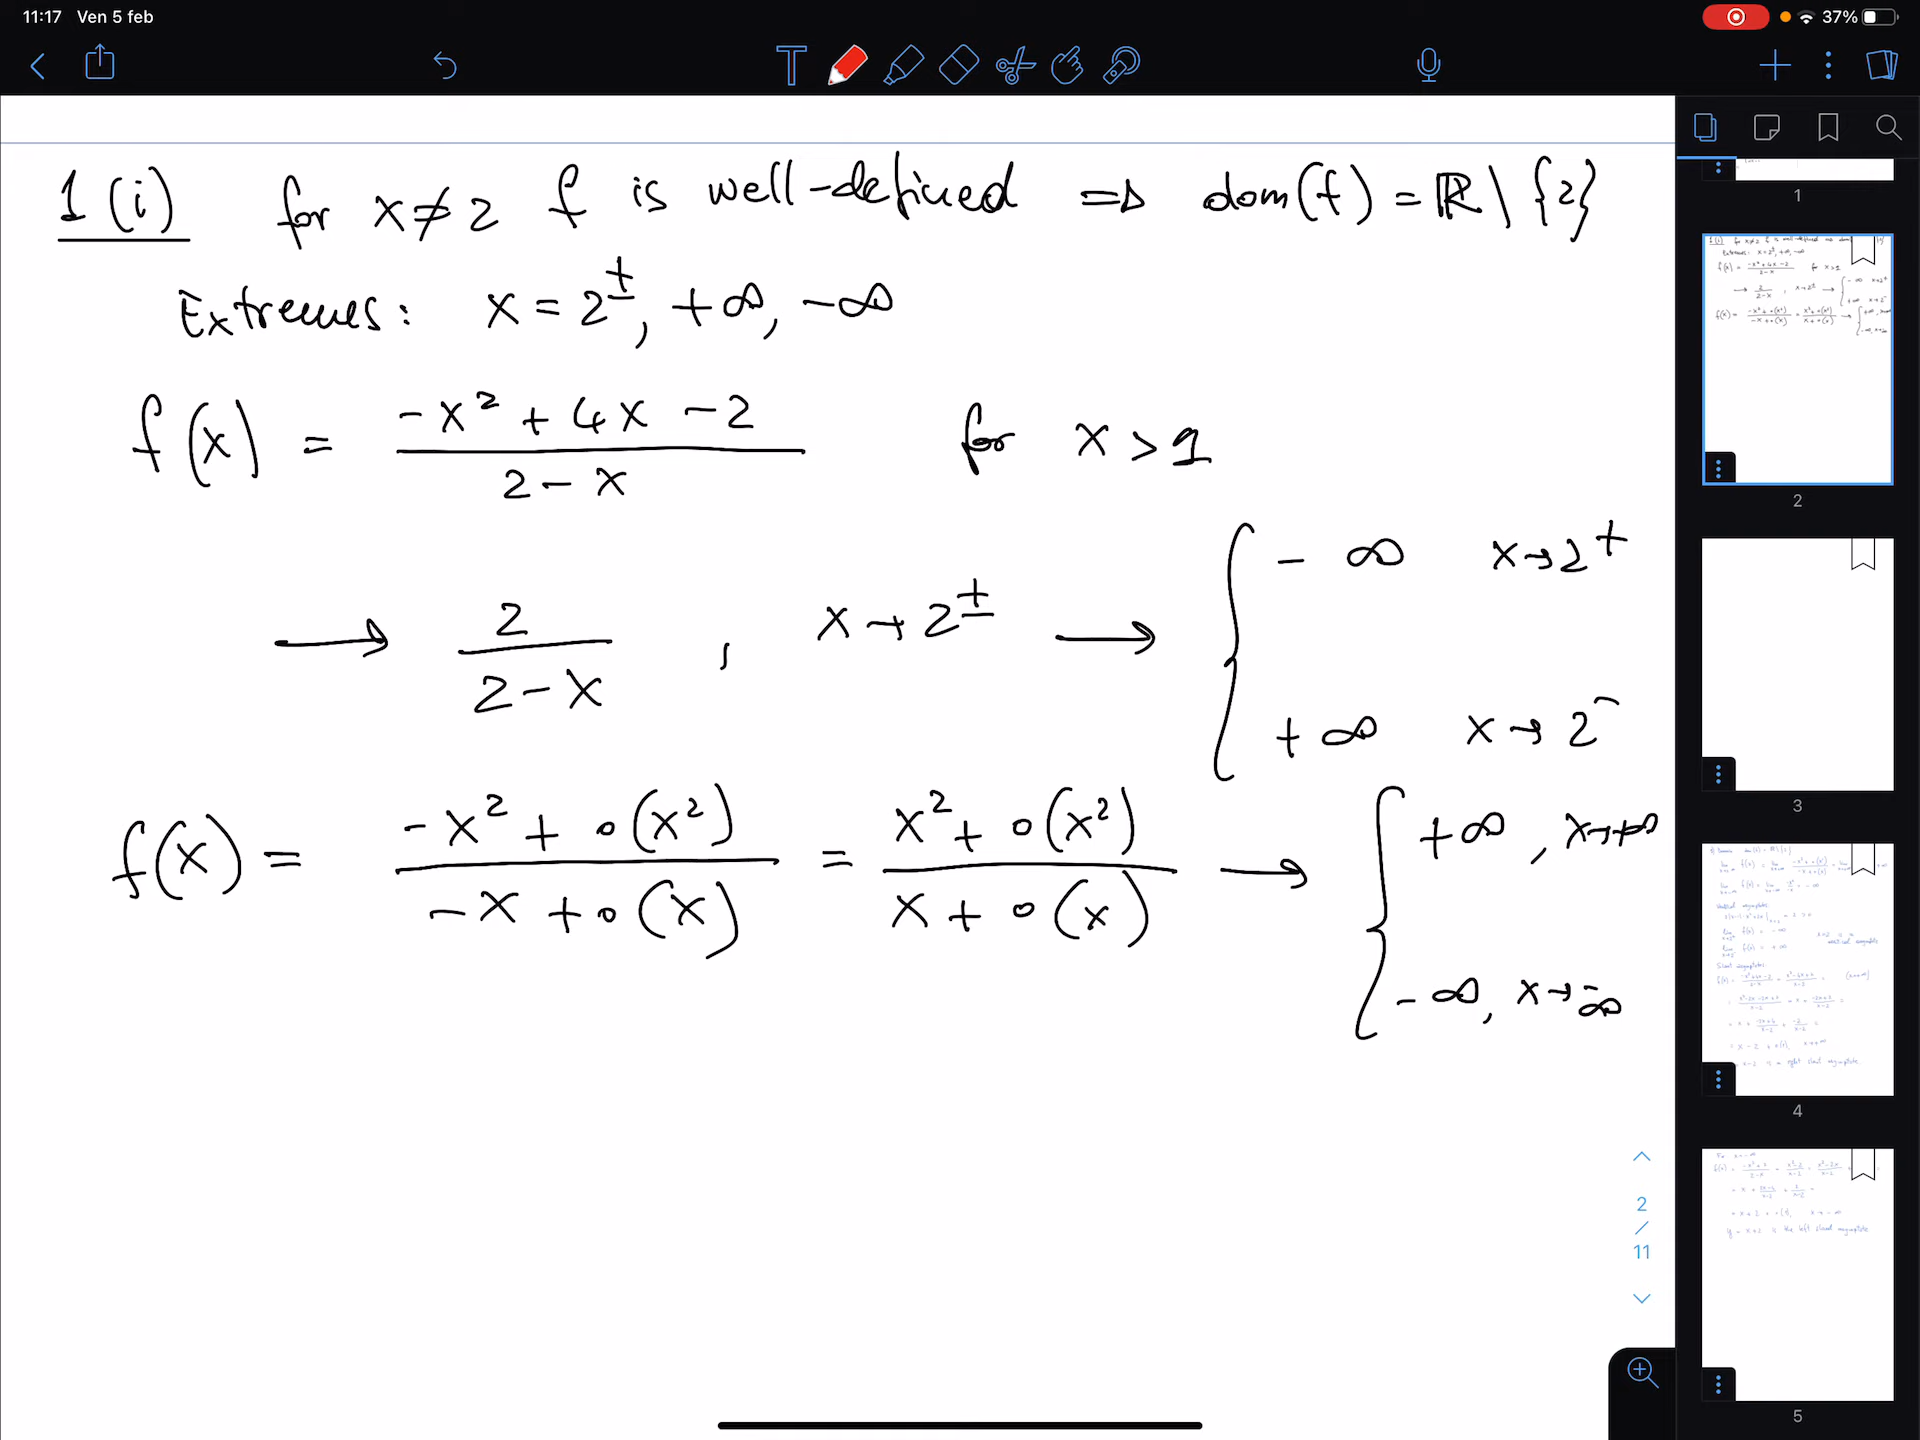 11:17 Ven 5 feb 37%
1 (i) for x ≠ 2 f is well-defined ⇒ dom(f) = ℝ \ {2}
Extremes: x = 2^±, +∞, -∞
f(x) = (-x² + 4x - 2)/(2 - x) for x > 1
→ 2/(2 - x) , x → 2^± → { -∞ x → 2^+
+∞ x → 2^-
f(x) = (-x² + o(x²))/(-x + o(x)) = (x² + o(x²))/(x + o(x)) → { +∞, x → +∞
-∞, x → -∞
2
/
11
1
2
3
4
5